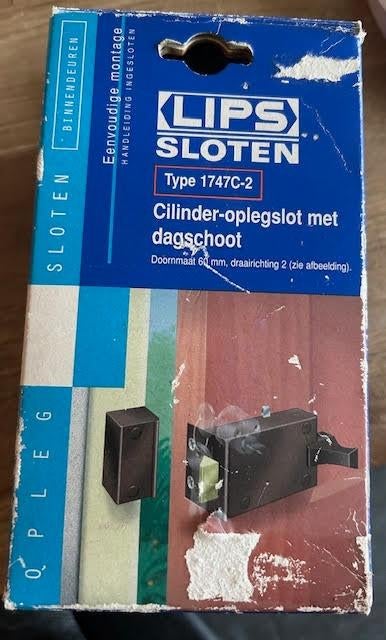 LIPS
SLOTEN
Type 1747C-2
Cilinder-oplegslot met
dagschoot
Doornmaat 60 mm, draairichting 2 (zie afbeelding).
Eenvoudige montage
HANDLEIDING INGESLOTEN
OPLEG SLOTEN BINNENDEUREN